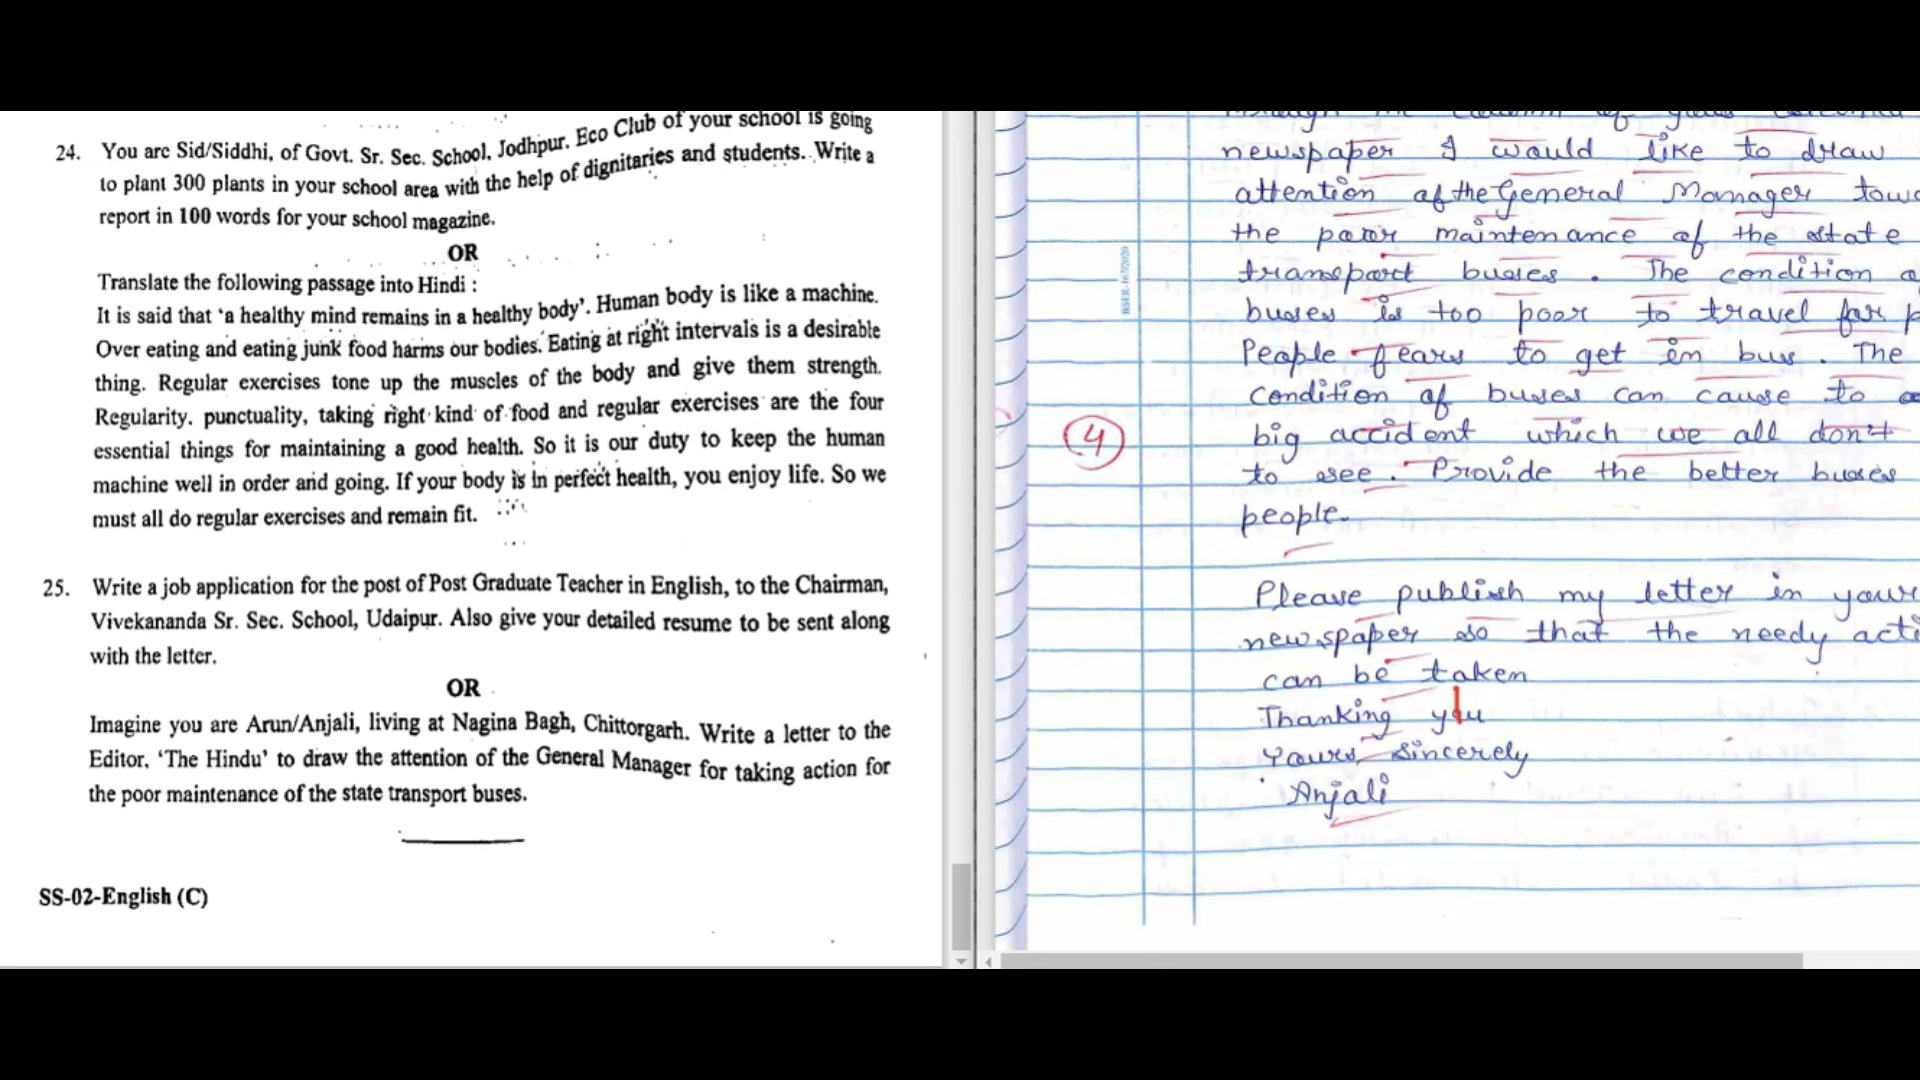 24. You are Sid/Siddhi, of Govt. Sr. Sec. School, Jodhpur. Eco Club of your school is going
to plant 300 plants in your school area with the help of dignitaries and students. Write a
report in 100 words for your school magazine.
OR
Translate the following passage into Hindi :
It is said that ‘a healthy mind remains in a healthy body’. Human body is like a machine.
Over eating and eating junk food harms our bodies. Eating at right intervals is a desirable
thing. Regular exercises tone up the muscles of the body and give them strength.
Regularity, punctuality, taking right kind of food and regular exercises are the four
essential things for maintaining a good health. So it is our duty to keep the human
machine well in order and going. If your body is in perfect health, you enjoy life. So we
must all do regular exercises and remain fit.
25. Write a job application for the post of Post Graduate Teacher in English, to the Chairman,
Vivekananda Sr. Sec. School, Udaipur. Also give your detailed resume to be sent along
with the letter.
OR
Imagine you are Arun/Anjali, living at Nagina Bagh, Chittorgarh. Write a letter to the
Editor, ‘The Hindu’ to draw the attention of the General Manager for taking action for
the poor maintenance of the state transport buses.
SS-02-English (C)
newspaper I would like to draw
attention of the General Manager
the poor maintenance of the state
transport buses. The condition
buses is too poor to travel far
People fears to get in bus. The
condition of buses can cause to
4
big accident which we all don't
to see. Provide the better buses
people.
Please publish my letter in
newspaper so that the needy
can be taken
Thanking you
Yours Sincerely
Anjali
BSER-167/2020